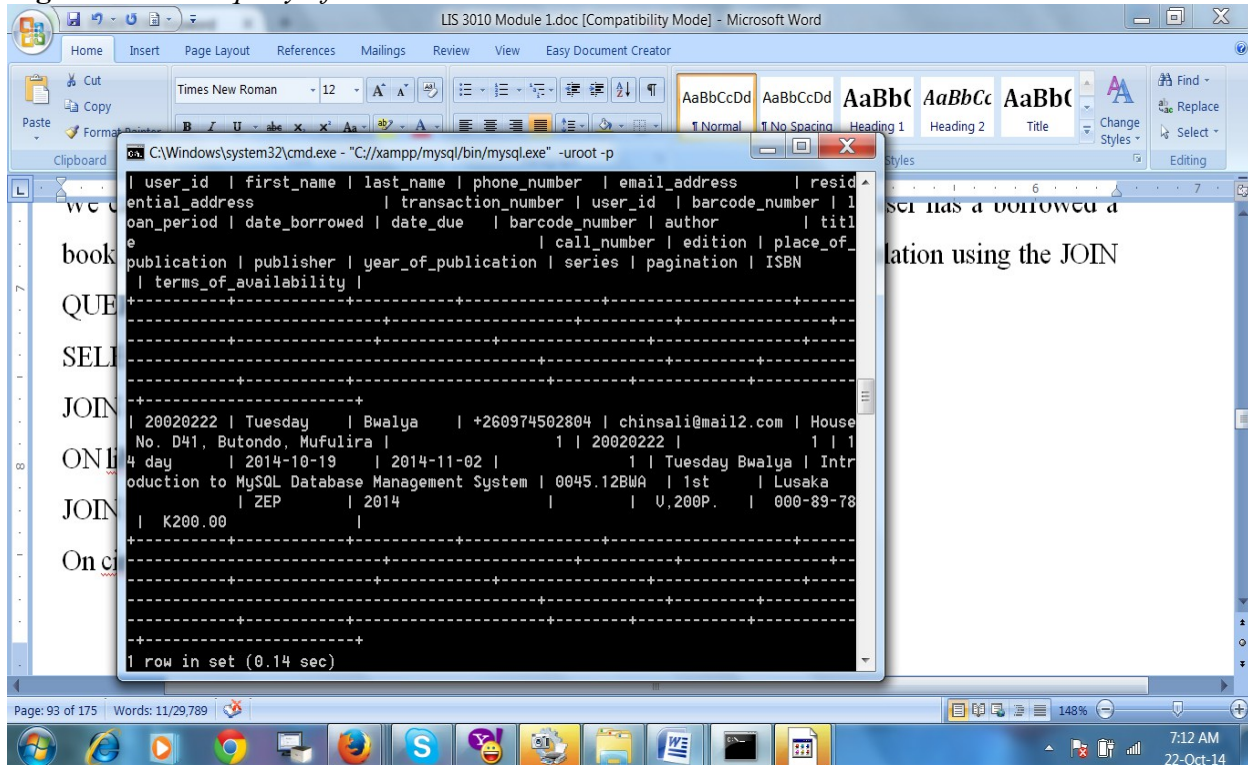 LIS 3010 Module 1.doc [Compatibility Mode] - Microsoft Word
Home Insert Page Layout References Mailings Review View Easy Document Creator
Cut
Copy
Format Painter
Paste
Clipboard
Times New Roman 12
AaBbCcDd AaBbCcDd AaBb( AaBbCc AaBb(
¶ Normal ¶ No Spacing Heading 1 Heading 2 Title
Change Styles
Styles
Find
Replace
Select
Editing
C:\Windows\system32\cmd.exe - "C://xampp/mysql/bin/mysql.exe" -uroot -p
| user_id | first_name | last_name | phone_number | email_address | resid
ential_address | transaction_number | user_id | barcode_number | l
oan_period | date_borrowed | date_due | barcode_number | author | titl
e | call_number | edition | place_of_
publication | publisher | year_of_publication | series | pagination | ISBN
| terms_of_availability |
| 20020222 | Tuesday | Bwalya | +260974502804 | chinsali@mail2.com | House
No. D41, Butondo, Mufulira | 1 | 20020222 | 1 | 1
4 day | 2014-10-19 | 2014-11-02 | 1 | Tuesday Bwalya | Intr
oduction to MySQL Database Management System | 0045.12BWA | 1st | Lusaka
| ZEP | 2014 | | V,200P. | 000-89-78
| K200.00 |
1 row in set (0.14 sec)
ser has a borrowed a
book
lation using the JOIN
QUE
SELE
JOIN
ON li
JOIN
On ci
Page: 93 of 175 Words: 11/29,789 148%
7:12 AM
22-Oct-14